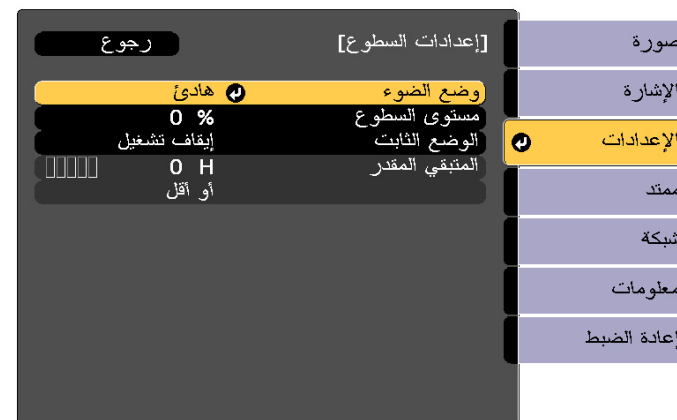 [إعدادات السطوع] رجوع
وضع الضوء هادئ
مستوى السطوع 0 %
الوضع الثابت إيقاف تشغيل
المتبقي المقدر 0 H
أو أقل
صورة
الإشارة
الإعدادات
ممتد
شبكة
معلومات
إعادة الضبط